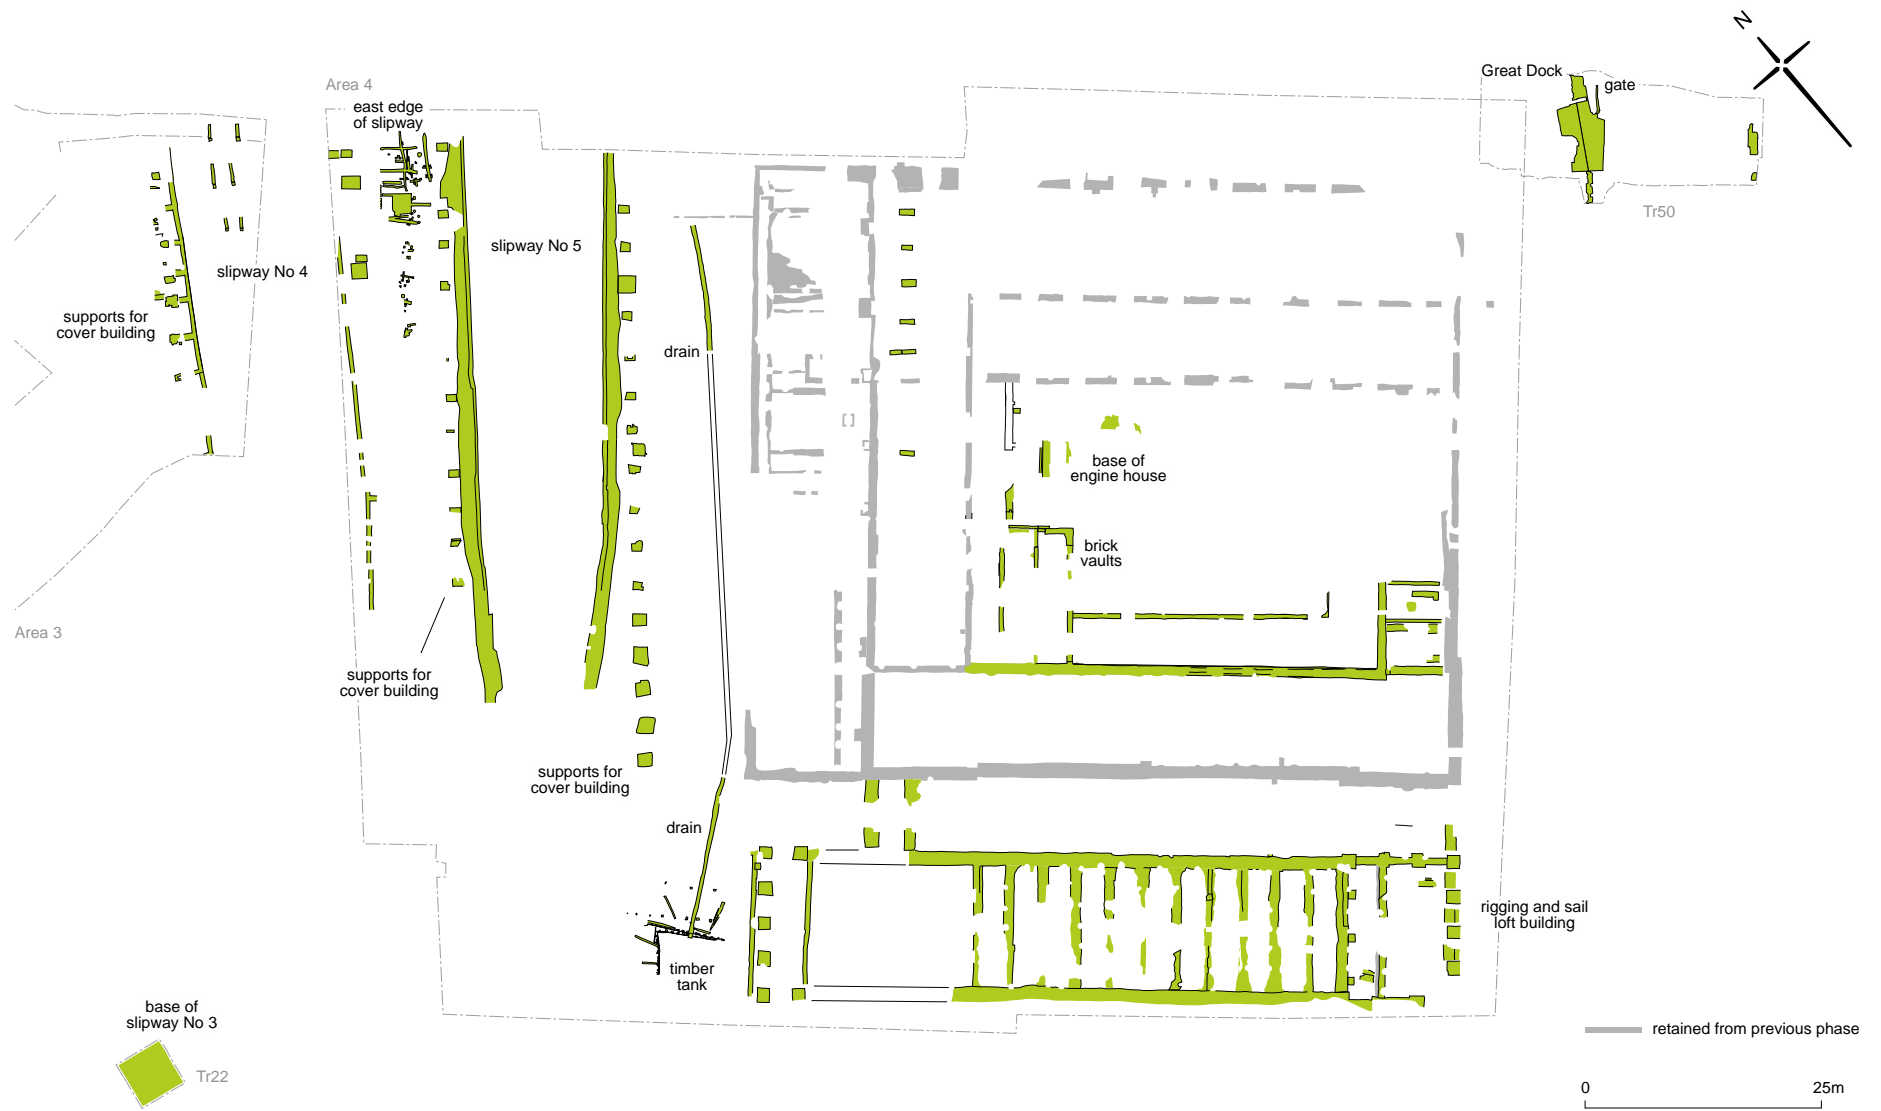 N
Great Dock
gate
Area 4
east edge
of slipway
Tr50
slipway No 5
slipway No 4
supports for
cover building
drain
base of
engine house
brick
vaults
Area 3
supports for
cover building
supports for
cover building
drain
rigging and sail
loft building
timber
tank
base of
slipway No 3
Tr22
retained from previous phase
0
25m